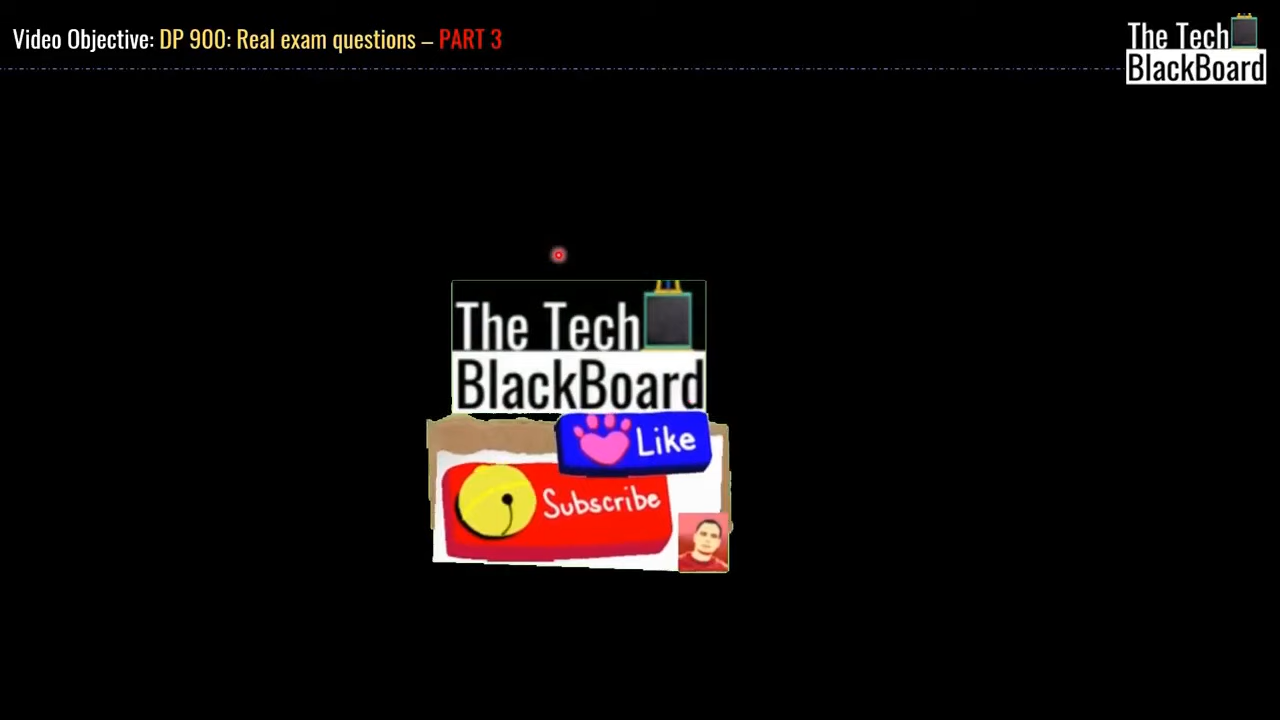 Video Objective: DP 900: Real exam questions – PART 3
The Tech
BlackBoard
The Tech
BlackBoard
Like
Subscribe